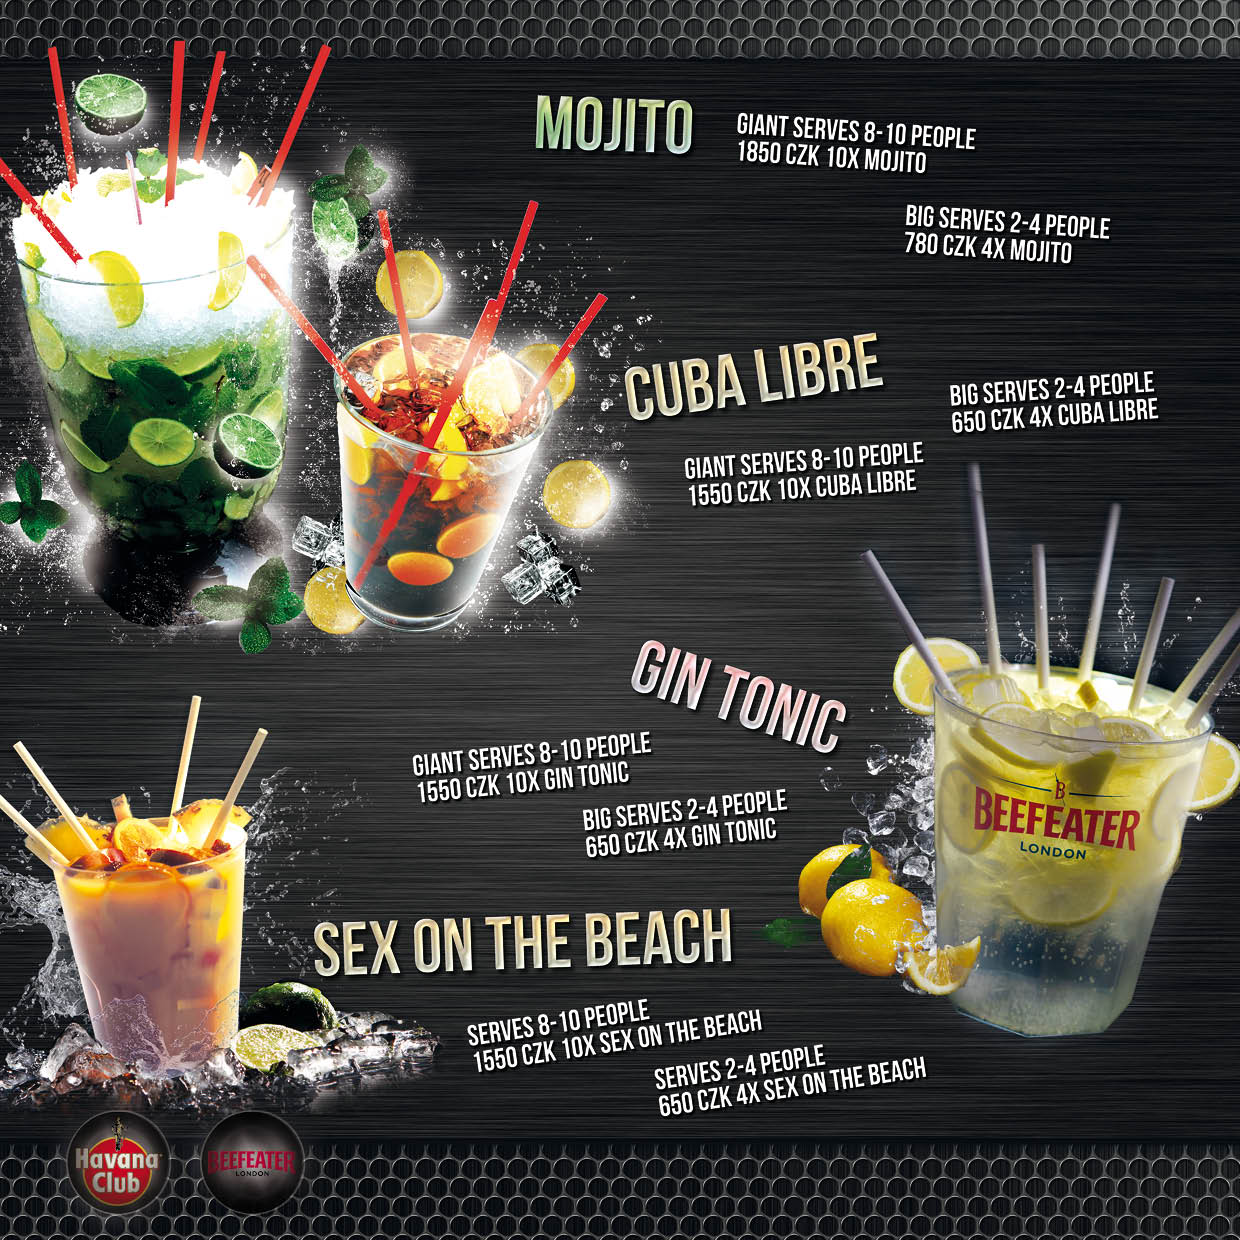 MOJITO
GIANT SERVES 8-10 PEOPLE
1850 CZK 10X MOJITO
BIG SERVES 2-4 PEOPLE
780 CZK 4X MOJITO
CUBA LIBRE
BIG SERVES 2-4 PEOPLE
650 CZK 4X CUBA LIBRE
GIANT SERVES 8-10 PEOPLE
1550 CZK 10X CUBA LIBRE
GIN TONIC
GIANT SERVES 8-10 PEOPLE
1550 CZK 10X GIN TONIC
BIG SERVES 2-4 PEOPLE
650 CZK 4X GIN TONIC
B
BEEFEATER
LONDON
SEX ON THE BEACH
SERVES 8-10 PEOPLE
1550 CZK 10X SEX ON THE BEACH
SERVES 2-4 PEOPLE
650 CZK 4X SEX ON THE BEACH
Havana
Club
BEEFEATER
LONDON